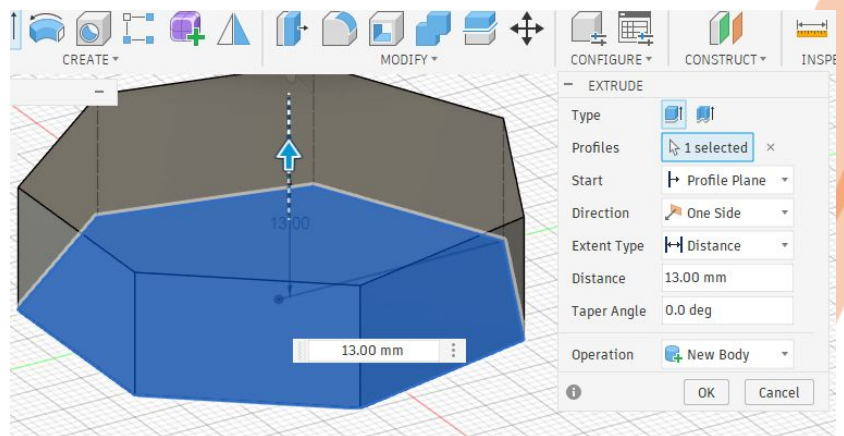 CREATE
MODIFY
CONFIGURE
CONSTRUCT
INSPE
EXTRUDE
Type
Profiles 1 selected ×
Start Profile Plane
Direction One Side
Extent Type Distance
Distance 13.00 mm
Taper Angle 0.0 deg
Operation New Body
OK Cancel
13.00
13.00 mm